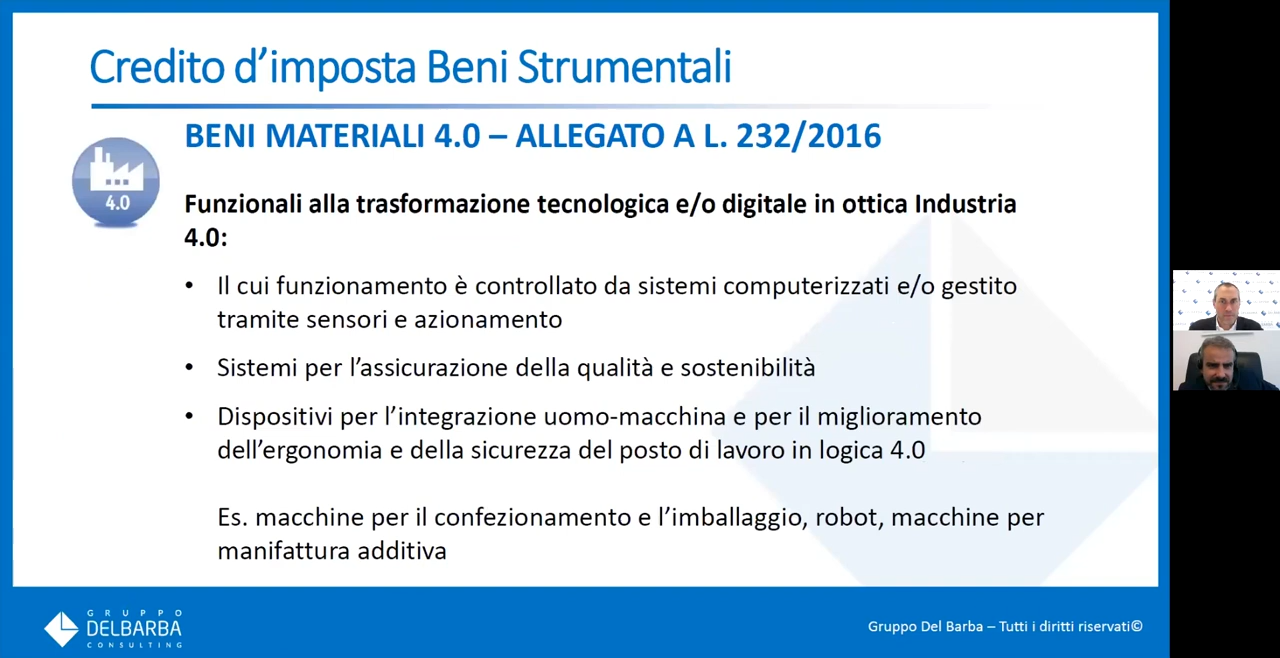 Credito d’imposta Beni Strumentali
BENI MATERIALI 4.0 – ALLEGATO A L. 232/2016
4.0
Funzionali alla trasformazione tecnologica e/o digitale in ottica Industria
4.0:
• Il cui funzionamento è controllato da sistemi computerizzati e/o gestito
tramite sensori e azionamento
• Sistemi per l’assicurazione della qualità e sostenibilità
• Dispositivi per l’integrazione uomo-macchina e per il miglioramento
dell’ergonomia e della sicurezza del posto di lavoro in logica 4.0
Es. macchine per il confezionamento e l’imballaggio, robot, macchine per
manifattura additiva
GRUPPO
DELBARBA
CONSULTING
Gruppo Del Barba – Tutti i diritti riservati©